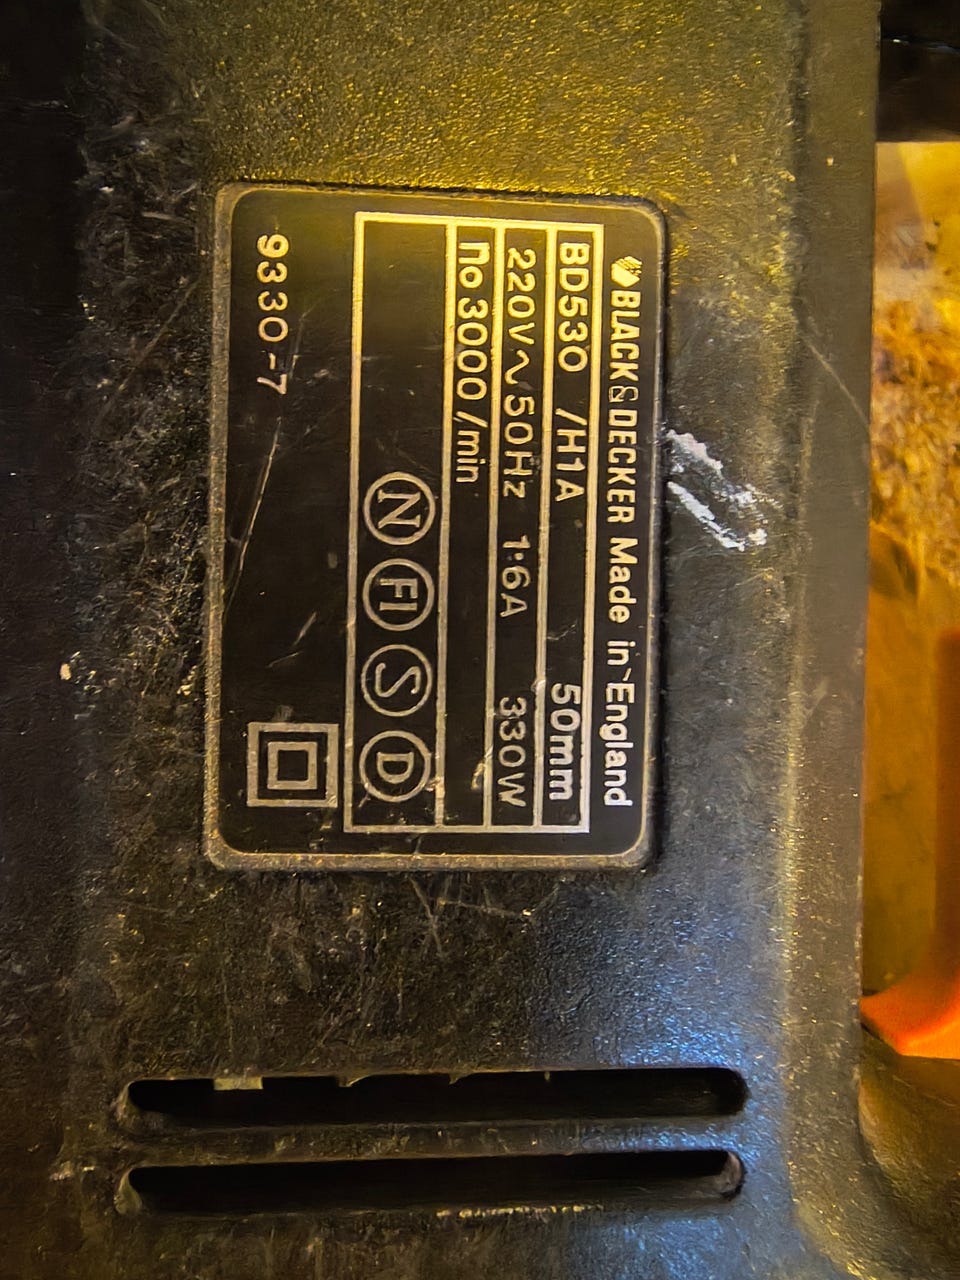 BLACK&DECKER Made in England
BD530 /H1A 50mm
220V∿50Hz 1·6A 330W
no 3000/min
N FI S D
9330-7